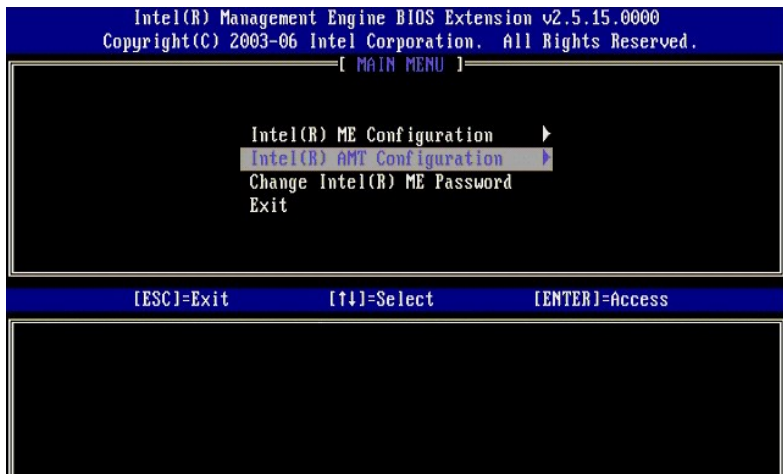 Intel(R) Management Engine BIOS Extension v2.5.15.0000
Copyright(C) 2003-06 Intel Corporation. All Rights Reserved.
[ MAIN MENU ]
Intel(R) ME Configuration ►
Intel(R) AMT Configuration ►
Change Intel(R) ME Password
Exit
[ESC]=Exit [↑↓]=Select [ENTER]=Access